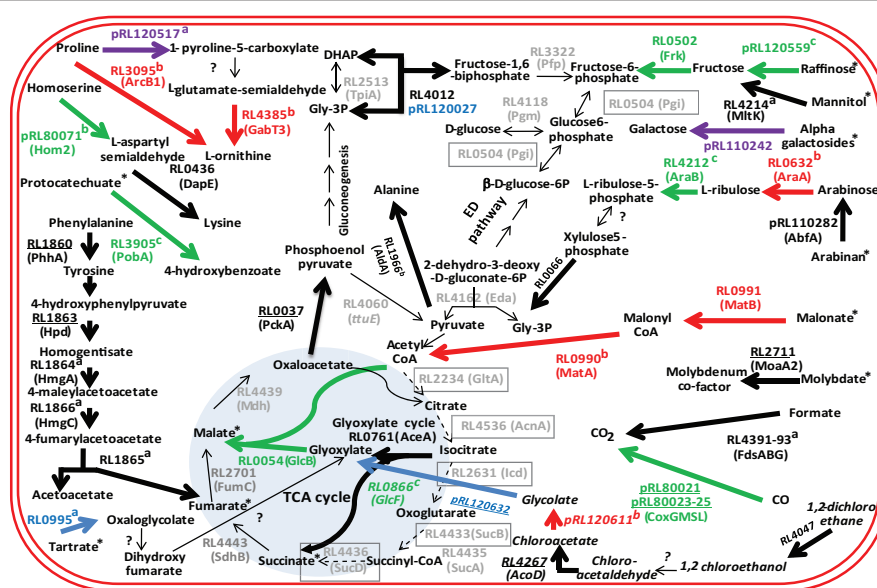 pRL120517a
Proline
1-pyroline-5-carboxylate
?
RL3095b
(ArcB1)
Lglutamate-semialdehyde
Homoserine
RL4385b
(GabT3)
pRL80071b
(Hom2)
L-aspartyl
semialdehyde
L-ornithine
RL0436
(DapE)
Protocatechuate*
Lysine
Phenylalanine
RL1860
(PhhA)
RL3905c
(PobA)
4-hydroxybenzoate
Tyrosine
4-hydroxyphenylpyruvate
RL1863
(Hpd)
Homogentisate
RL1864a
(HmgA)
4-maleylacetoacetate
RL1866a
(HmgC)
4-fumarylacetoacetate
RL1865a
Acetoacetate
Fumarate*
RL0995a
Tartrate*
Oxaloglycolate
?
Dihydroxy
fumarate
DHAP
RL2513
(TpiA)
Gly-3P
RL4012
pRL120027
Gluconeogenesis
Phosphoenol
pyruvate
RL0037
(PckA)
Alanine
RL1966b
(AldA)
RL4060
(ttuE)
Pyruvate
Acetyl
CoA
Fructose-1,6
-biphosphate
RL3322
(Pfp)
Fructose-6-
phosphate
RL0502
(Frk)
Fructose
pRL120559c
Raffinose*
RL4214a
(MltK)
Mannitol*
RL4118
(Pgm)
RL0504 (Pgi)
D-glucose
Glucose6-
phosphate
RL0504 (Pgi)
Galactose
pRL110242
Alpha
galactosides*
β-D-glucose-6P
ED
pathway
L-ribulose-5-
phosphate
RL4212c
(AraB)
L-ribulose
RL0632b
(AraA)
Arabinose
?
pRL110282
(AbfA)
Arabinan*
Xylulose5-
phosphate
RL0066
2-dehydro-3-deoxy
-D-gluconate-6P
RL4162 (Eda)
Gly-3P
Malonyl
CoA
RL0991
(MatB)
Malonate*
RL0990b
(MatA)
Molybdenum
co-factor
RL2711
(MoaA2)
Molybdate*
Formate
CO2
RL4391-93a
(FdsABG)
pRL80021
pRL80023-25
(CoxGMSL)
CO
Oxaloacetate
RL2234 (GltA)
RL4439
(Mdh)
Citrate
Glyoxylate cycle
RL0761(AceA)
RL4536 (AcnA)
Malate*
Glyoxylate
Isocitrate
RL0054(GlcB)
RL2631 (Icd)
RL2701
(FumC)
TCA cycle
RL0866c
(GlcF)
pRL120632
Glycolate
Oxoglutarate
?
RL4433(SucB)
RL4443
(SdhB)
RL4436
(SucD)
RL4435
(SucA)
Succinate*
Succinyl-CoA
pRL120611b
Chloroacetate
RL4267
(AcoD)
Chloro-
acetaldehyde
?
1,2 chloroethanol
RL4047
1,2-dichloro
ethane